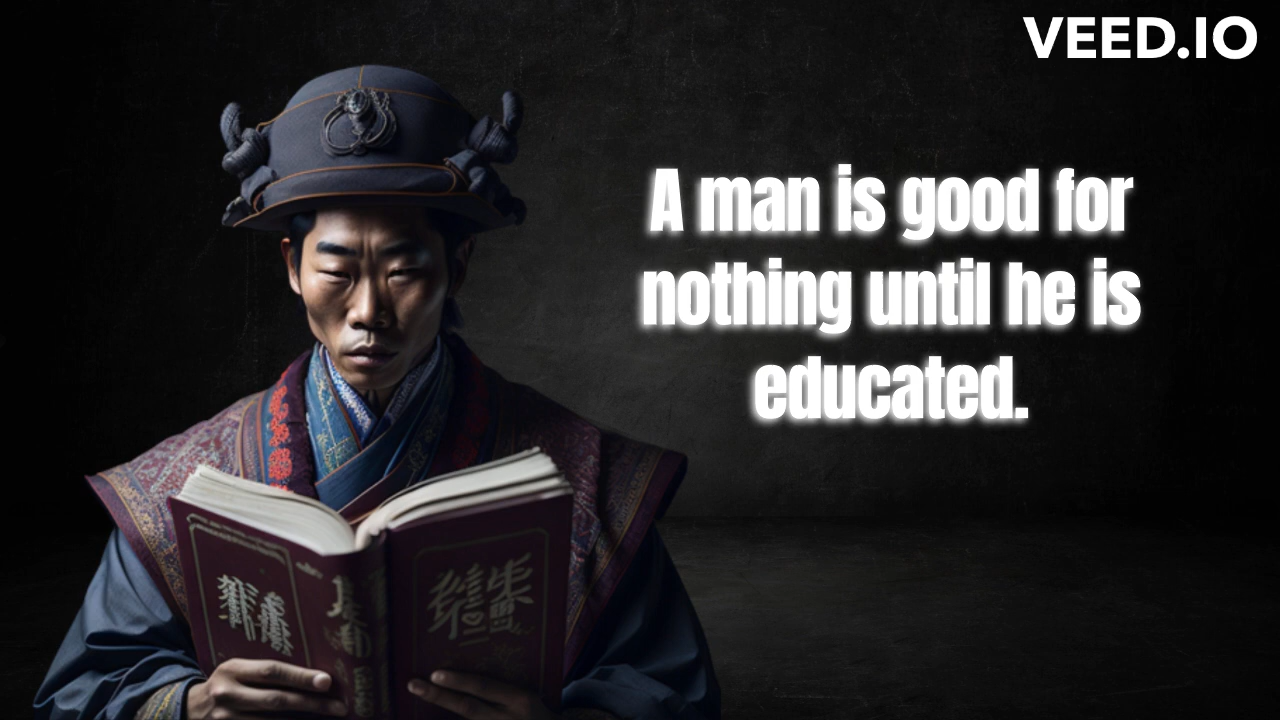 VEED.IO
A man is good for
nothing until he is
educated.